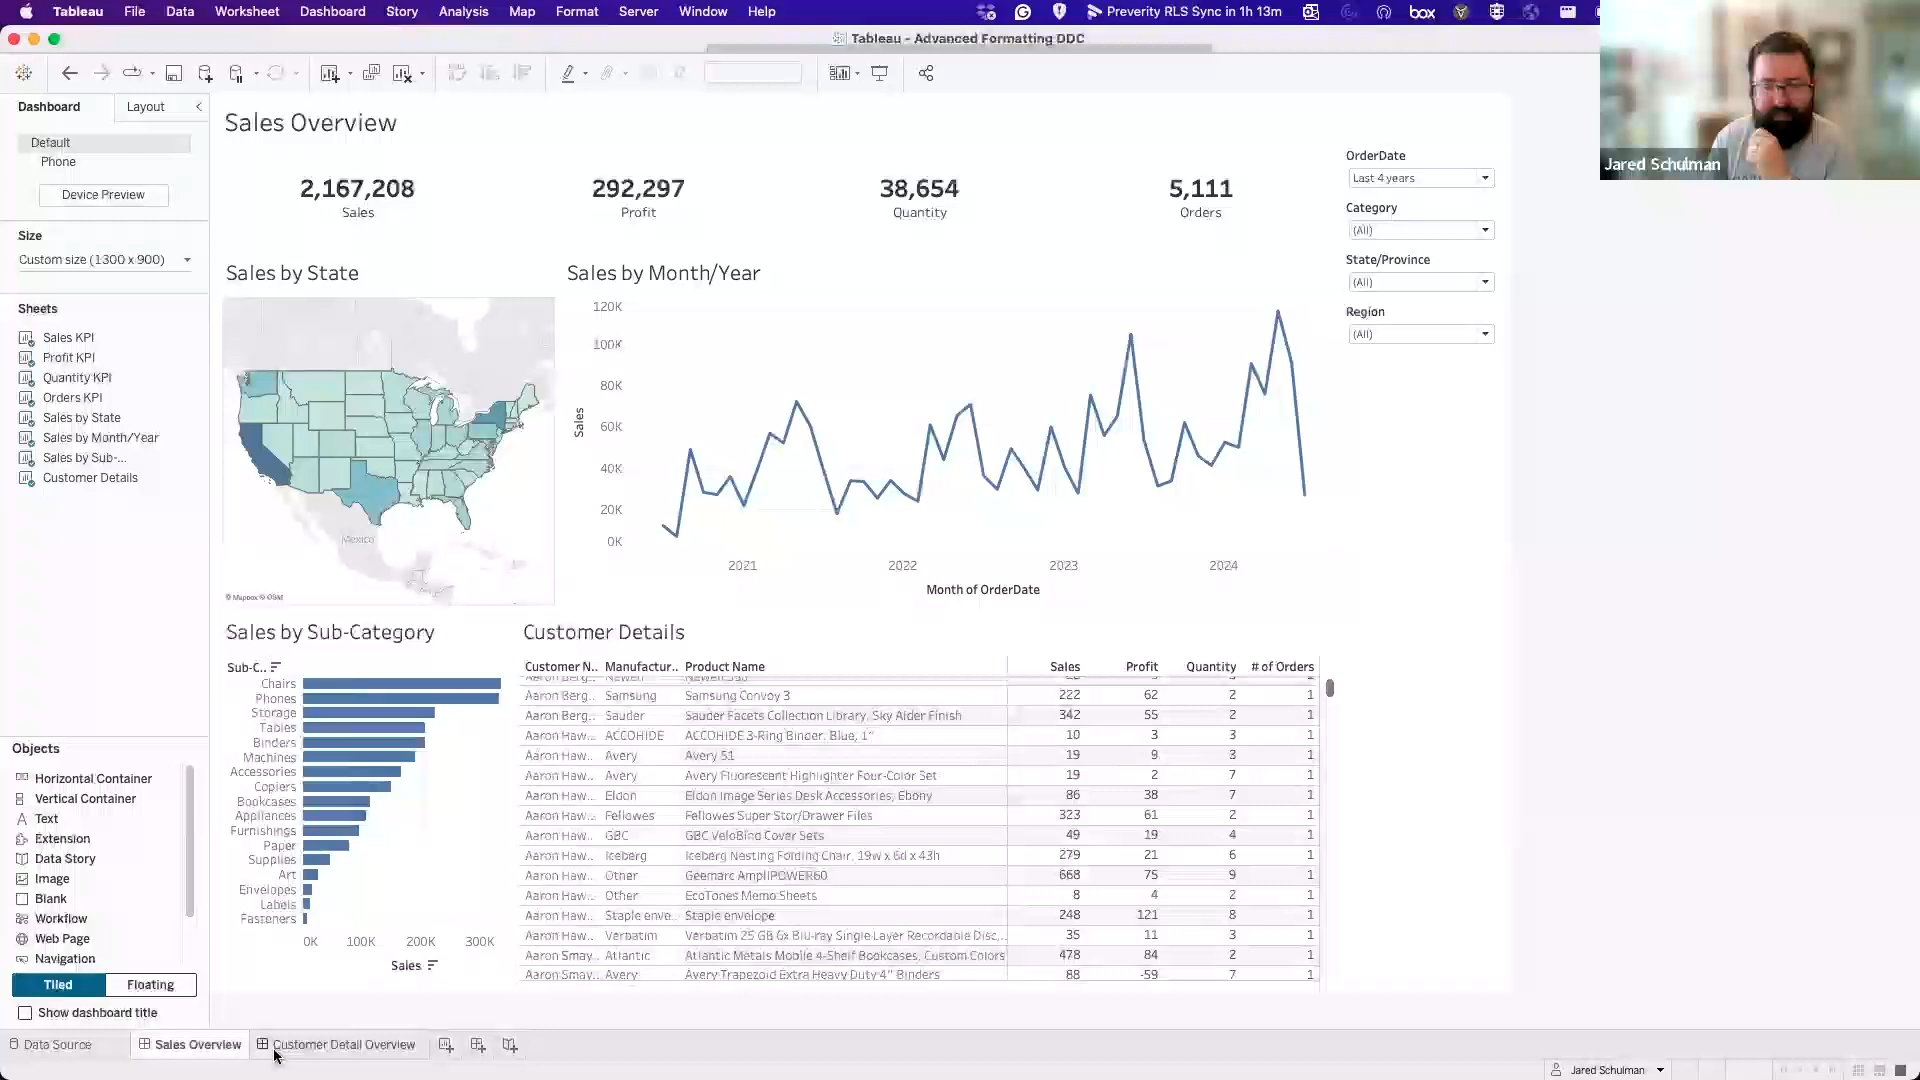 Tableau File Data Worksheet Dashboard Story Analysis Map Format Server Window Help
Preverity RLS Sync in 1h 13m
box
Tableau - Advanced Formatting DDC
Jared Schulman
Dashboard Layout
Default
Phone
Device Preview
Size
Custom size (1300 x 900)
Sheets
Sales KPI
Profit KPI
Quantity KPI
Orders KPI
Sales by State
Sales by Month/Year
Sales by Sub-...
Customer Details
Objects
Horizontal Container
Vertical Container
Text
Extension
Data Story
Image
Blank
Workflow
Web Page
Navigation
Tiled Floating
Show dashboard title
Sales Overview
2,167,208 292,297 38,654 5,111
Sales Profit Quantity Orders
OrderDate
Last 4 years
Category
(All)
State/Province
(All)
Region
(All)
Sales by State
Mexico
© Mapbox © OSM
Sales by Month/Year
120K
100K
80K
60K
40K
20K
0K
Sales
2021 2022 2023 2024
Month of OrderDate
Sales by Sub-Category
Sub-C..
Chairs
Phones
Storage
Tables
Binders
Machines
Accessories
Copiers
Bookcases
Appliances
Furnishings
Paper
Supplies
Art
Envelopes
Labels
Fasteners
0K 100K 200K 300K
Sales
Customer Details
Customer N.. Manufactur.. Product Name Sales Profit Quantity # of Orders
Aaron Berg.. Samsung Samsung Convoy 3 222 62 2 1
Aaron Berg.. Sauder Sauder Facets Collection Library, Sky Alder Finish 342 55 2 1
Aaron Haw.. ACCOHIDE ACCOHIDE 3-Ring Binder, Blue, 1" 10 3 3 1
Aaron Haw.. Avery Avery 51 19 9 3 1
Aaron Haw.. Avery Avery Fluorescent Highlighter Four-Color Set 19 2 7 1
Aaron Haw.. Eldon Eldon Image Series Desk Accessories, Ebony 86 38 7 1
Aaron Haw.. Fellowes Fellowes Super Stor/Drawer Files 323 61 2 1
Aaron Haw.. GBC GBC VeloBind Cover Sets 49 19 4 1
Aaron Haw.. Iceberg Iceberg Nesting Folding Chair, 19w x 6d x 43h 279 21 6 1
Aaron Haw.. Other Geemarc AmpliPOWER60 668 75 9 1
Aaron Haw.. Other EcoTones Memo Sheets 8 4 2 1
Aaron Haw.. Staple enve.. Staple envelope 248 121 8 1
Aaron Haw.. Verbatim Verbatim 25 GB 6x Blu-ray Single Layer Recordable Disc,.. 35 11 3 1
Aaron Smay.. Atlantic Atlantic Metals Mobile 4-Shelf Bookcases, Custom Colors 478 84 2 1
Aaron Smay.. Avery Avery Trapezoid Extra Heavy Duty 4" Binders 88 -59 7 1
Data Source Sales Overview Customer Detail Overview
Jared Schulman